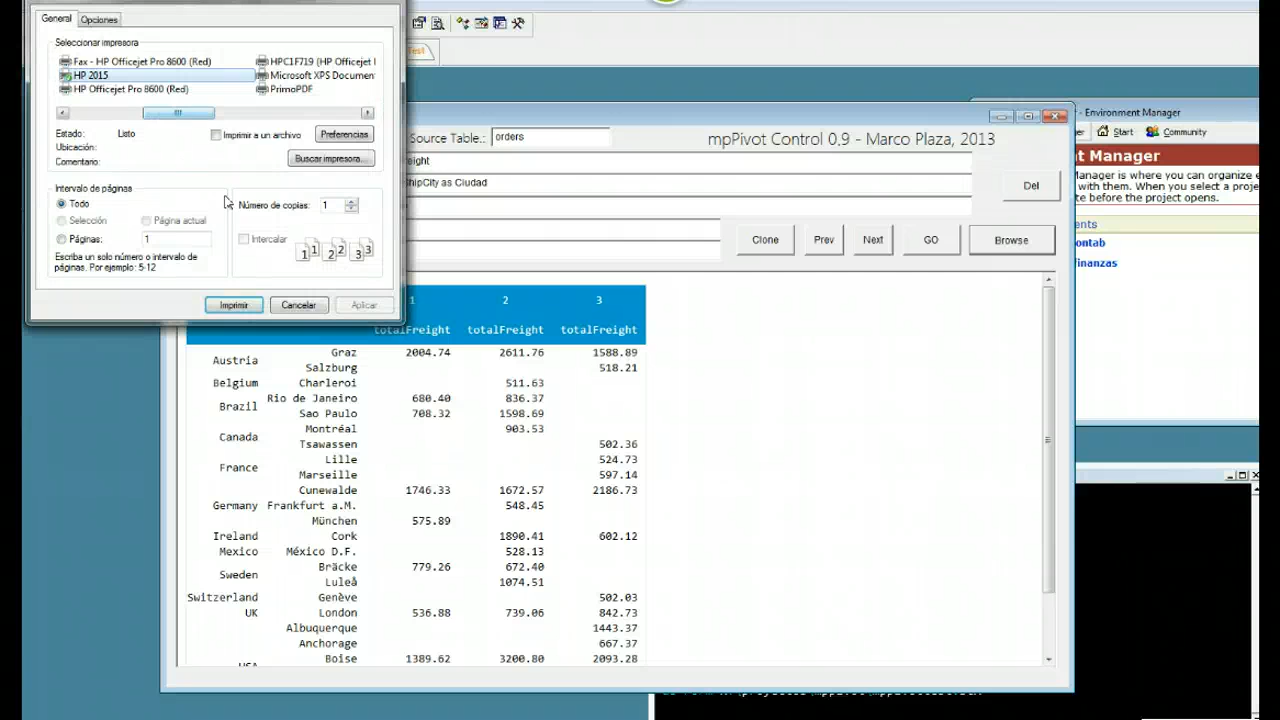 General Opciones
Seleccionar impresora
Fax - HP Officejet Pro 8600 (Red) HPC1F719 (HP Officejet
HP 2015 Microsoft XPS Documen
HP Officejet Pro 8600 (Red) PrimoPDF
Estado: Listo
Imprimir a un archivo Preferencias
Ubicación:
Comentario: Buscar impresora...
Intervalo de páginas
Todo
Selección Página actual
Páginas: 1
Escriba un solo número o intervalo de
páginas. Por ejemplo: 5-12
Número de copias: 1
Intercalar
1 1 2 2 3 3
Imprimir Cancelar Aplicar
Test
Source Table.: orders
mpPivot Control 0.9 - Marco Plaza, 2013
reight
hipCity as Ciudad
Del
Clone Prev Next GO Browse
1 2 3
totalFreight totalFreight totalFreight
Austria Graz 2004.74 2611.76 1588.89
Salzburg 518.21
Belgium Charleroi 511.63
Brazil Rio de Janeiro 680.40 836.37
Sao Paulo 708.32 1598.69
Canada Montréal 903.53
Tsawassen 502.36
France Lille 524.73
Marseille 597.14
Cunewalde 1746.33 1672.57 2186.73
Germany Frankfurt a.M. 548.45
München 575.89
Ireland Cork 1890.41 602.12
Mexico México D.F. 528.13
Sweden Bräcke 779.26 672.40
Luleå 1074.51
Switzerland Genève 502.03
UK London 536.88 739.06 842.73
Albuquerque 1443.37
Anchorage 667.37
USA Boise 1389.62 3200.80 2093.28
- Environment Manager
er Start Community
t Manager
Manager is where you can organize e
with them. When you select a proje
te before the project opens.
ents
ontab
finanzas